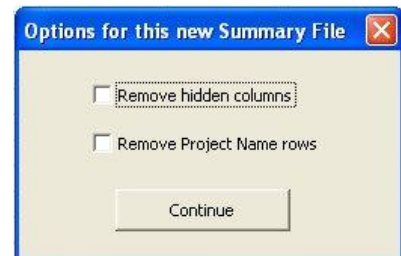 Options for this new Summary File
Remove hidden columns
Remove Project Name rows
Continue